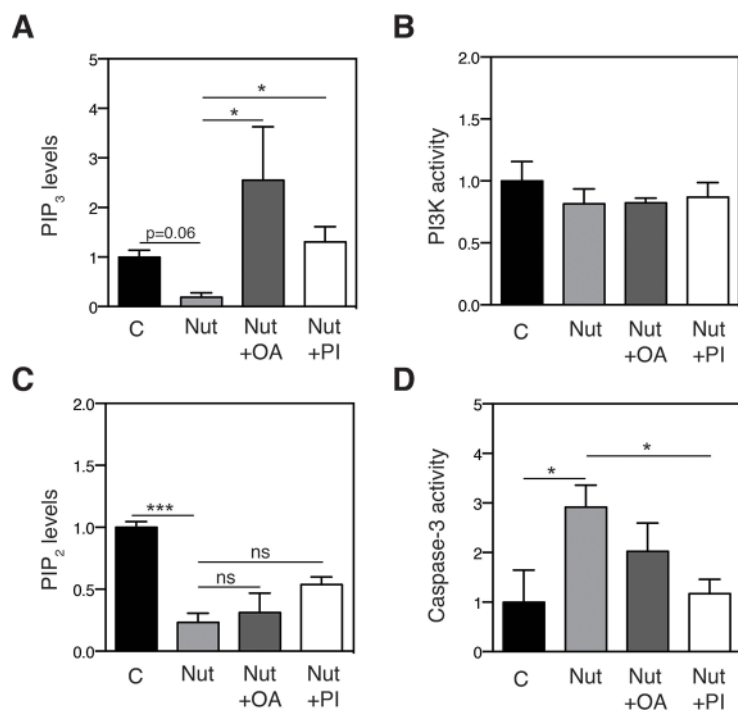 A
PIP3 levels
5
4
3
2
1
0
*
*
p=0.06
C
Nut
Nut
+OA
Nut
+PI
B
PI3K activity
2.0
1.5
1.0
0.5
0.0
C
Nut
Nut
+OA
Nut
+PI
C
PIP2 levels
2.0
1.5
1.0
0.5
0.0
***
ns
ns
C
Nut
Nut
+OA
Nut
+PI
D
Caspase-3 activity
5
4
3
2
1
0
*
*
C
Nut
Nut
+OA
Nut
+PI